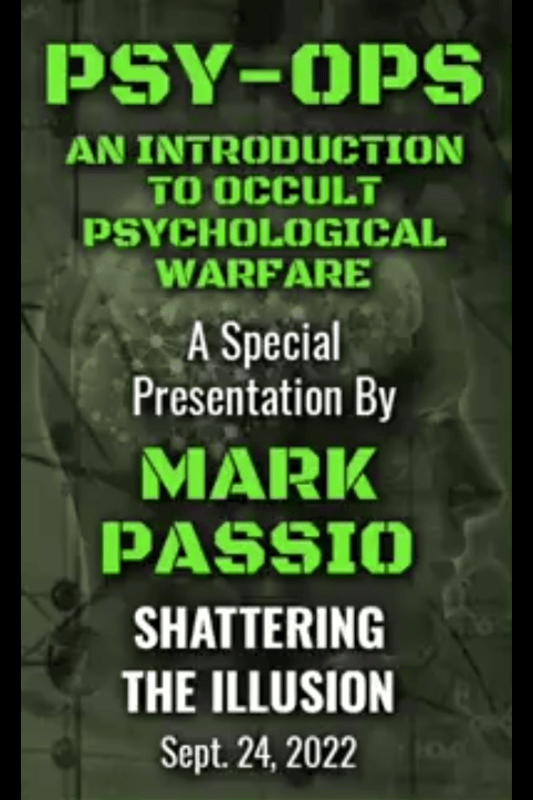 PSY-OPS
AN INTRODUCTION
TO OCCULT
PSYCHOLOGICAL
WARFARE
A Special
Presentation By
MARK
PASSIO
SHATTERING
THE ILLUSION
Sept. 24, 2022